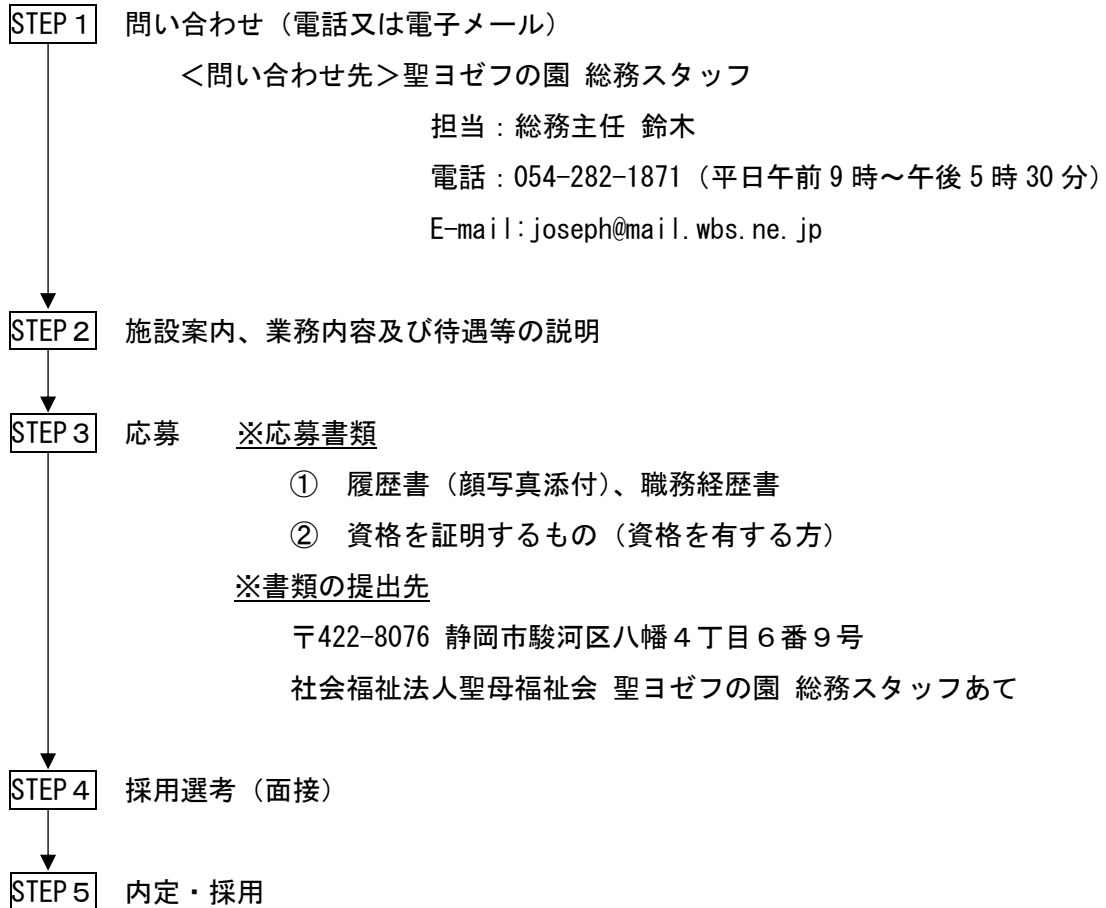 STEP１ 問い合わせ（電話又は電子メール）
＜問い合わせ先＞聖ヨゼフの園 総務スタッフ
担当：総務主任 鈴木
電話：054-282-1871（平日午前９時～午後５時30分）
E-mail:joseph@mail.wbs.ne.jp
STEP２ 施設案内、業務内容及び待遇等の説明
STEP３ 応募 ※応募書類
① 履歴書（顔写真添付）、職務経歴書
② 資格を証明するもの（資格を有する方）
※書類の提出先
〒422-8076 静岡市駿河区八幡４丁目６番９号
社会福祉法人聖母福祉会 聖ヨゼフの園 総務スタッフあて
STEP４ 採用選考（面接）
STEP５ 内定・採用